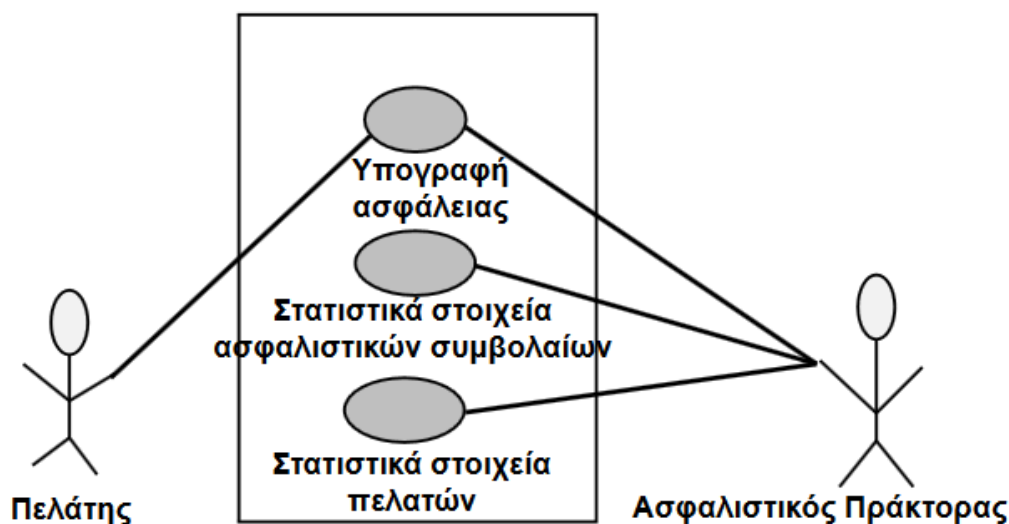 Υπογραφή
ασφάλειας
Στατιστικά στοιχεία
ασφαλιστικών συμβολαίων
Στατιστικά στοιχεία
πελατών
Πελάτης
Ασφαλιστικός Πράκτορας